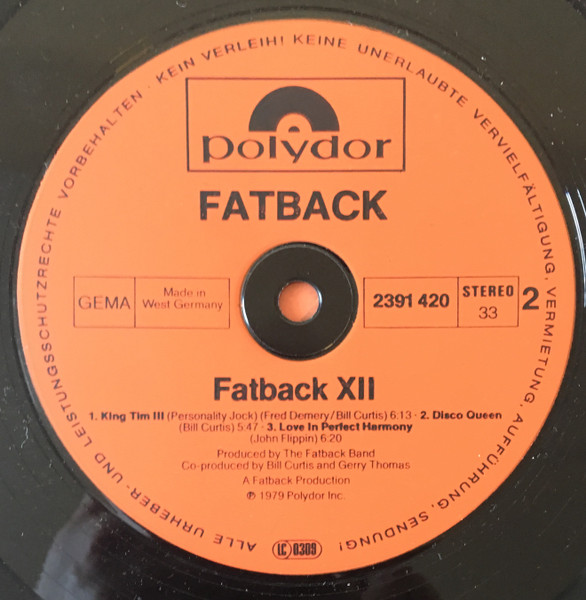 ALLE URHEBER- UND LEISTUNGSSCHUTZRECHTE VORBEHALTEN · KEIN VERLEIH! KEINE UNERLAUBTE VERVIELFÄLTIGUNG, VERMIETUNG, AUFFÜHRUNG, SENDUNG!
polydor
FATBACK
GEMA
Made in
West Germany
2391 420
STEREO
33
2
Fatback XII
1. King Tim III (Personality Jock) (Fred Demery/Bill Curtis) 6:13 · 2. Disco Queen
(Bill Curtis) 5:47 · 3. Love In Perfect Harmony
(John Flippin) 6:20
Produced by The Fatback Band
Co-produced by Bill Curtis and Gerry Thomas
A Fatback Production
℗ 1979 Polydor Inc.
LC 0309